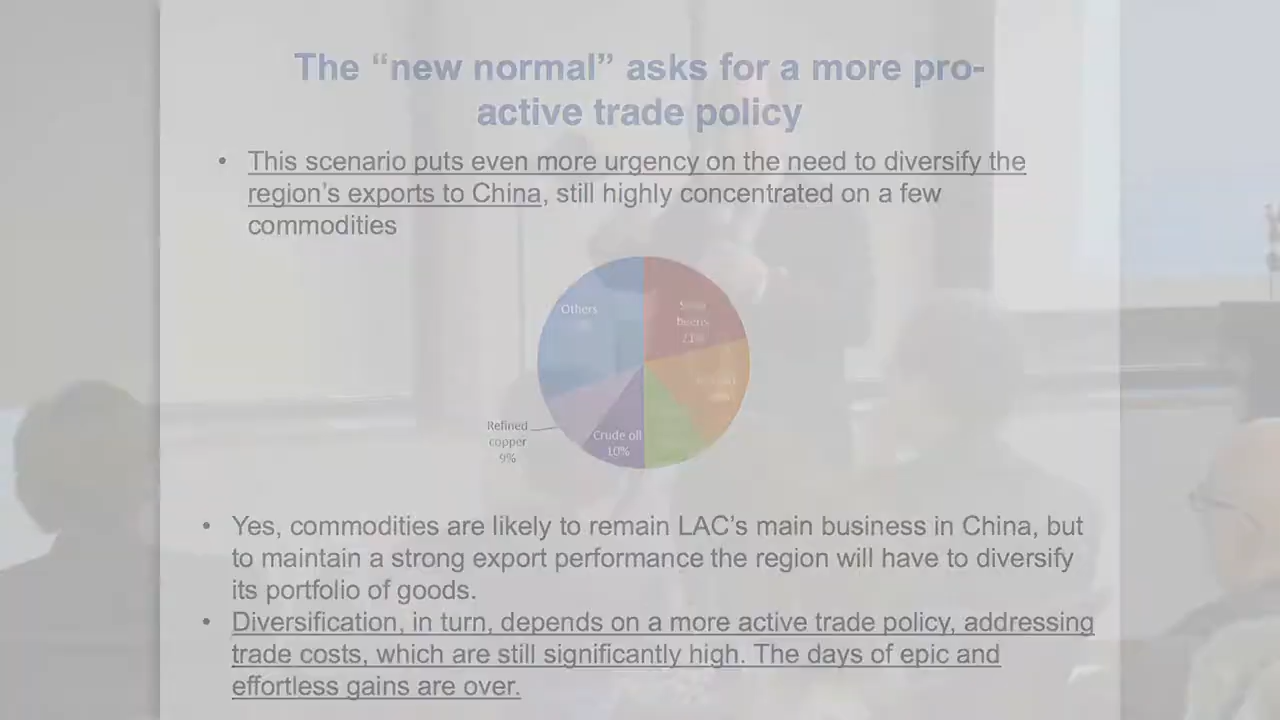 The “new normal” asks for a more pro-
active trade policy
• This scenario puts even more urgency on the need to diversify the
region’s exports to China, still highly concentrated on a few
commodities
Others
beens
21%
Refined
copper
9%
Crude oil
10%
• Yes, commodities are likely to remain LAC’s main business in China, but
to maintain a strong export performance the region will have to diversify
its portfolio of goods.
• Diversification, in turn, depends on a more active trade policy, addressing
trade costs, which are still significantly high. The days of epic and
effortless gains are over.